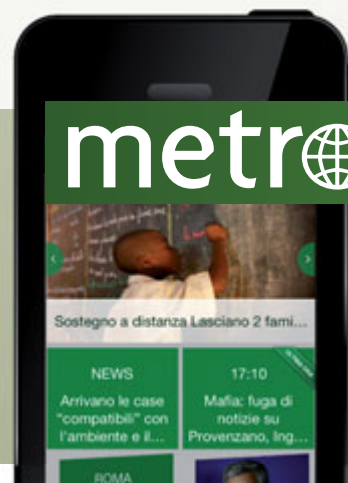 metro
Sostegno a distanza Lasciano 2 fami...
NEWS
Arrivano le case
"compatibili" con
l'ambiente e il...
17:10
Mafia: fuga di
notizie su
Provenzano, Ing...
ROMA